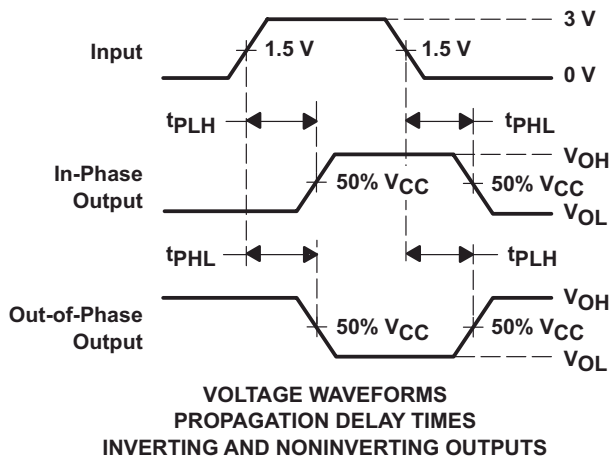 3 V
Input
1.5 V
1.5 V
0 V
tPLH
tPHL
VOH
In-Phase
Output
50% VCC
50% VCC
VOL
tPHL
tPLH
VOH
Out-of-Phase
Output
50% VCC
50% VCC
VOL
VOLTAGE WAVEFORMS
PROPAGATION DELAY TIMES
INVERTING AND NONINVERTING OUTPUTS